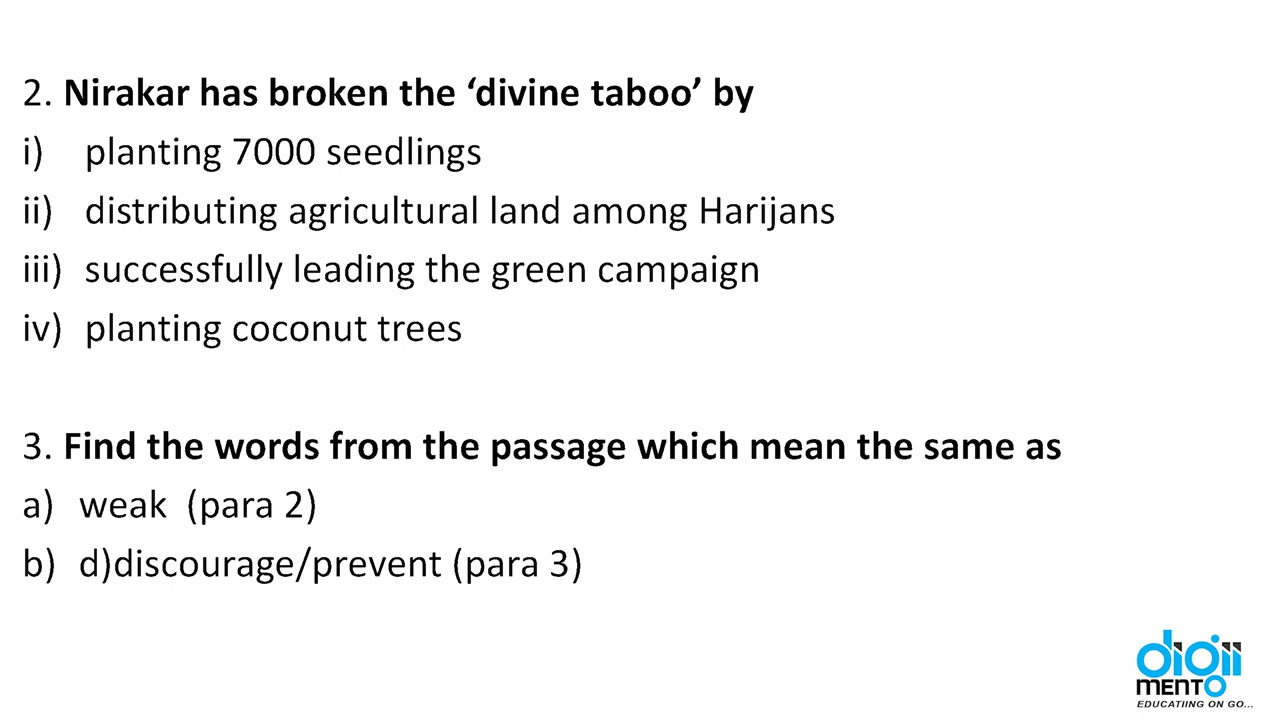 2. Nirakar has broken the ‘divine taboo’ by
i) planting 7000 seedlings
ii) distributing agricultural land among Harijans
iii) successfully leading the green campaign
iv) planting coconut trees
3. Find the words from the passage which mean the same as
a) weak (para 2)
b) d)discourage/prevent (para 3)
digii
MENTO
EDUCATIING ON GO...